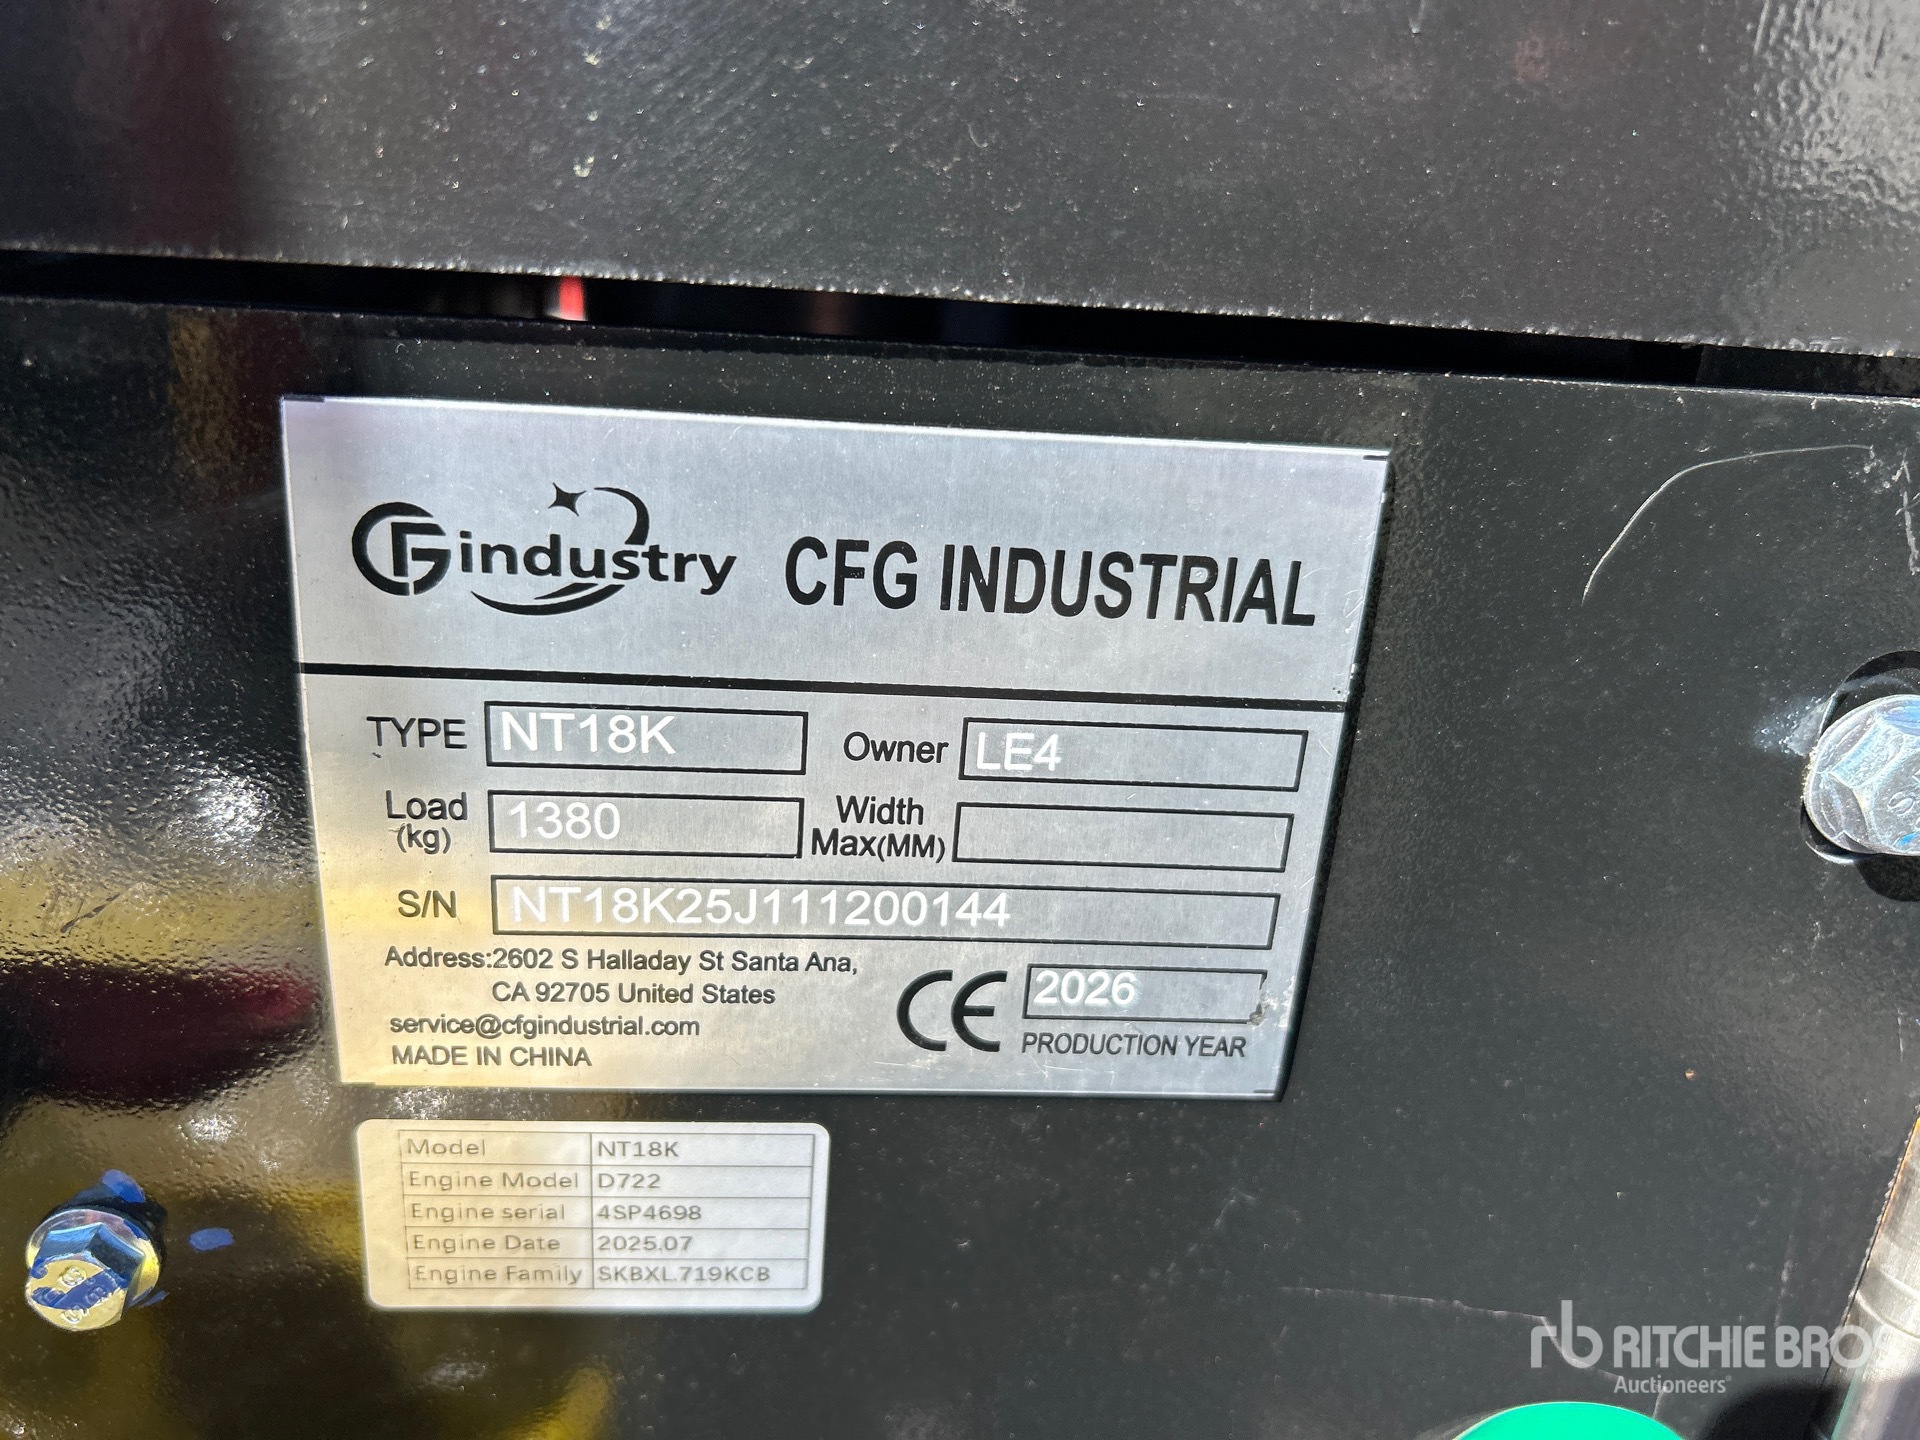 CFGindustry CFG INDUSTRIAL
TYPE NT18K Owner LE4
Load (kg) 1380 Width Max(MM)
S/N NT18K25J111200144
Address:2602 S Halladay St Santa Ana,
CA 92705 United States
service@cfgindustrial.com
MADE IN CHINA
CE 2026
PRODUCTION YEAR
Model NT18K
Engine Model D722
Engine serial 4SP4698
Engine Date 2025.07
Engine Family SKBXL.719KCB
rb RITCHIE BROS
Auctioneers